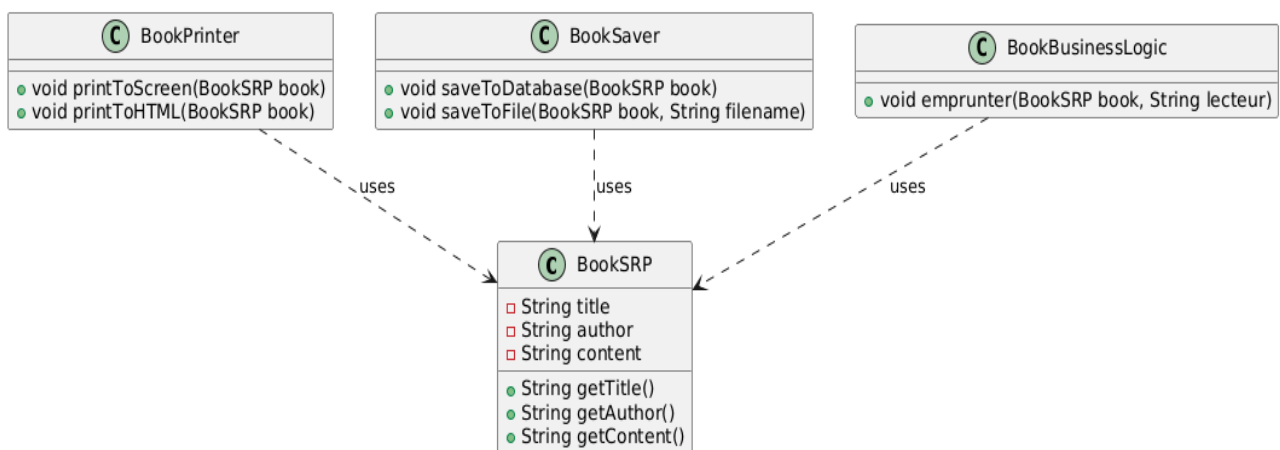 C BookPrinter
void printToScreen(BookSRP book)
void printToHTML(BookSRP book)
C BookSaver
void saveToDatabase(BookSRP book)
void saveToFile(BookSRP book, String filename)
C BookBusinessLogic
void emprunter(BookSRP book, String lecteur)
uses
uses
uses
C BookSRP
String title
String author
String content
String getTitle()
String getAuthor()
String getContent()